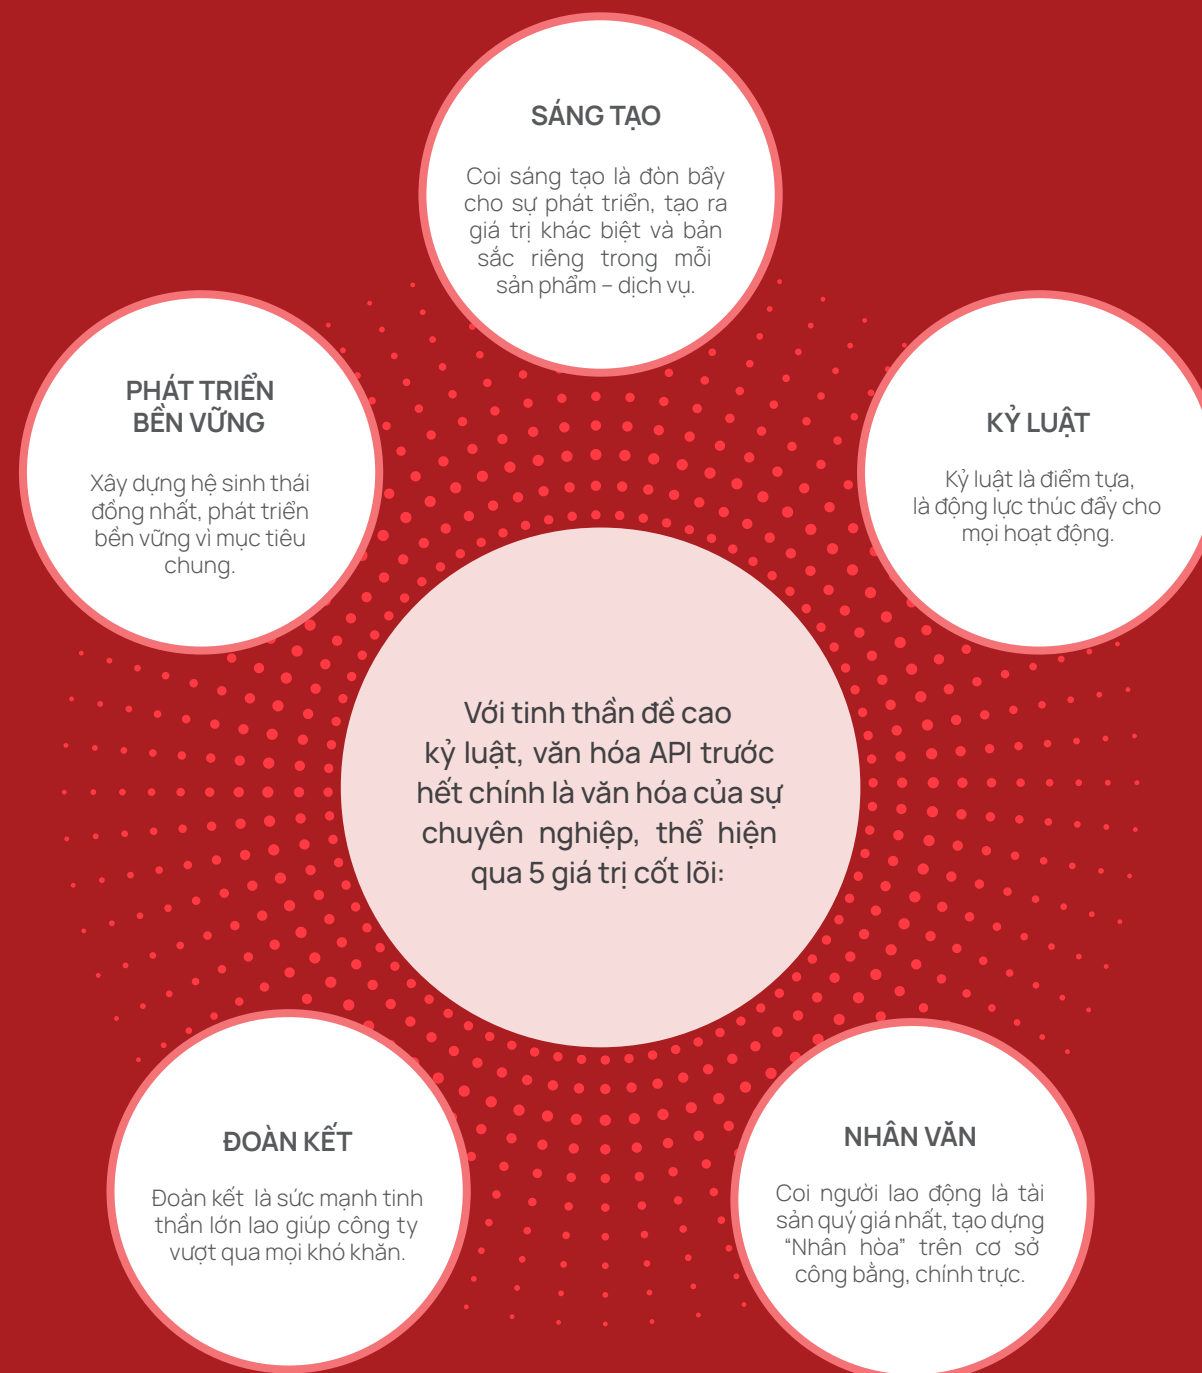 SÁNG TẠO
Coi sáng tạo là đòn bẩy
cho sự phát triển, tạo ra
giá trị khác biệt và bản
sắc riêng trong mỗi
sản phẩm – dịch vụ.
PHÁT TRIỂN
BỀN VỮNG
Xây dựng hệ sinh thái
đồng nhất, phát triển
bền vững vì mục tiêu
chung.
KỶ LUẬT
Kỷ luật là điểm tựa,
là động lực thúc đẩy cho
mọi hoạt động.
Với tinh thần đề cao
kỷ luật, văn hóa API trước
hết chính là văn hóa của sự
chuyên nghiệp, thể hiện
qua 5 giá trị cốt lõi:
ĐOÀN KẾT
Đoàn kết là sức mạnh tinh
thần lớn lao giúp công ty
vượt qua mọi khó khăn.
NHÂN VĂN
Coi người lao động là tài
sản quý giá nhất, tạo dựng
“Nhân hòa” trên cơ sở
công bằng, chính trực.